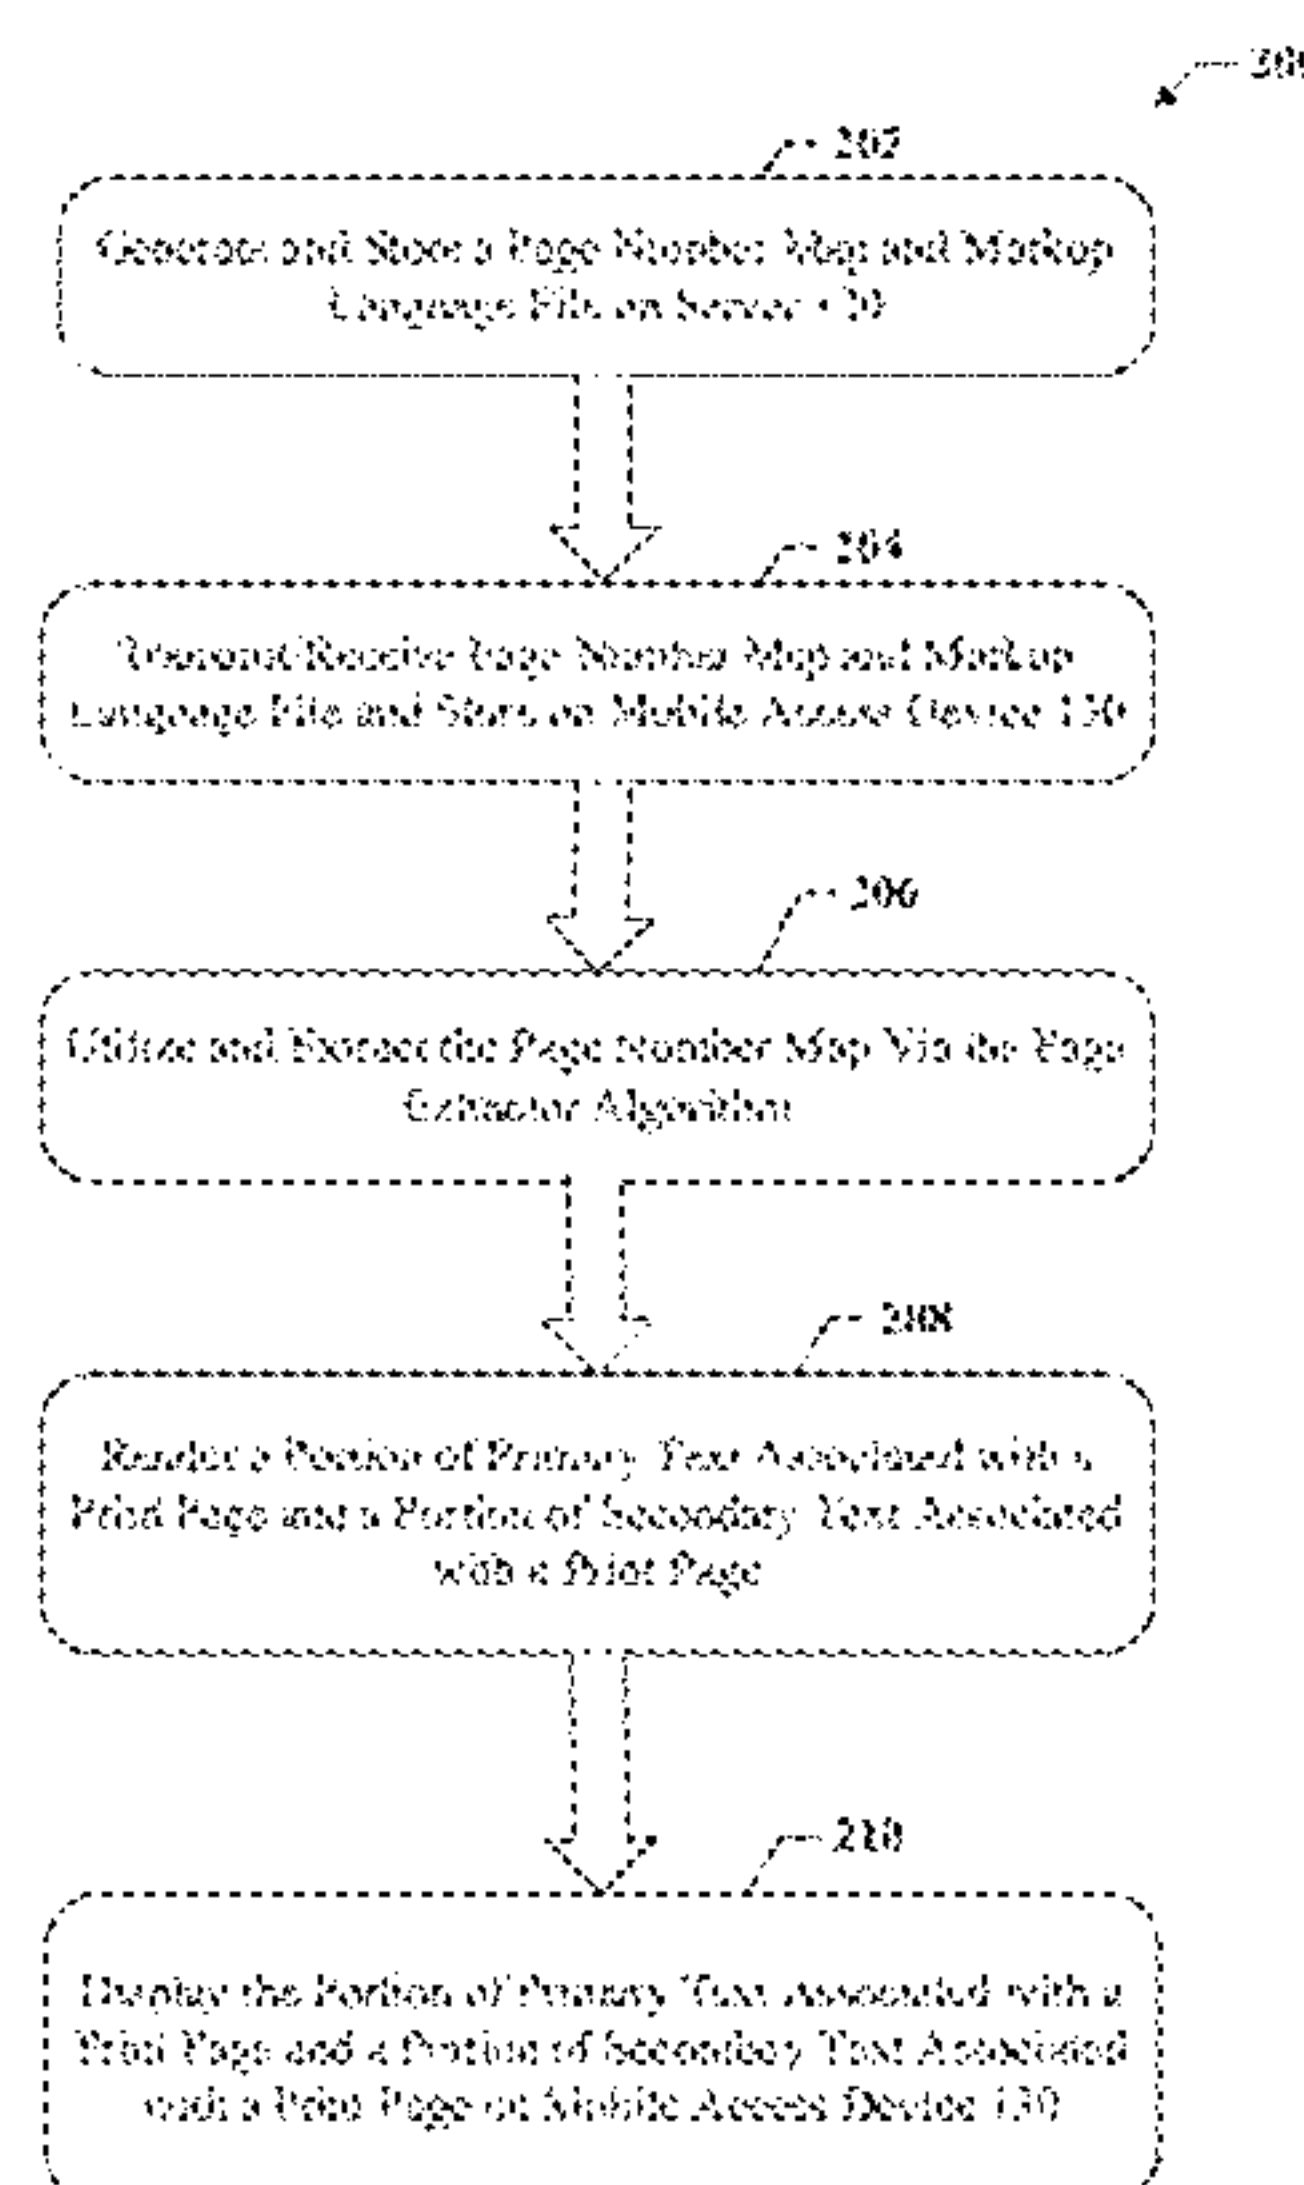 200
202
Generate and Store a Page Number Map and Markup
Language File on Server 120
204
Transmit/Receive Page Number Map and Markup
Language File and Store on Mobile Access Device 130
206
Utilize and Extract the Page Number Map Via the Page
Extractor Algorithm
208
Render a Portion of Primary Text Associated with a
Print Page and a Portion of Secondary Text Associated
with a Print Page
210
Display the Portion of Primary Text Associated with a
Print Page and a Portion of Secondary Text Associated
with a Print Page on Mobile Access Device 130